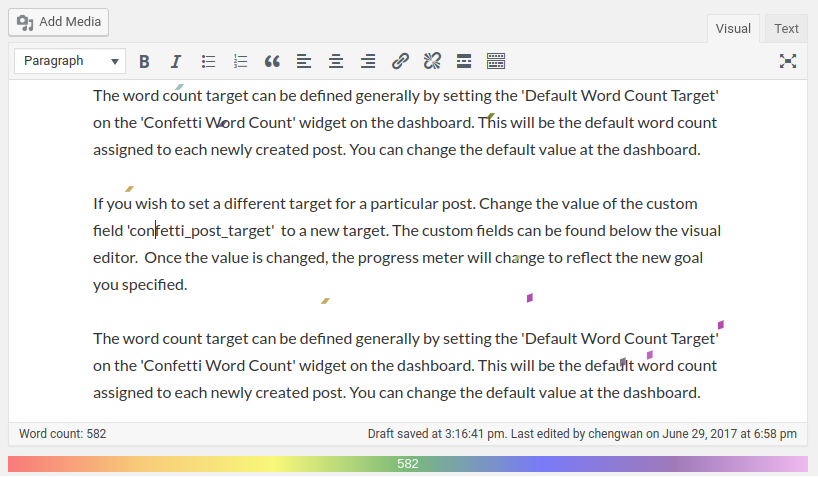 Add Media
Visual Text
Paragraph B I
The word count target can be defined generally by setting the 'Default Word Count Target'
on the 'Confetti Word Count' widget on the dashboard. This will be the default word count
assigned to each newly created post. You can change the default value at the dashboard.
If you wish to set a different target for a particular post. Change the value of the custom
field 'confetti_post_target'  to a new target. The custom fields can be found below the visual
editor.  Once the value is changed, the progress meter will change to reflect the new goal
you specified.
The word count target can be defined generally by setting the 'Default Word Count Target'
on the 'Confetti Word Count' widget on the dashboard. This will be the default word count
assigned to each newly created post. You can change the default value at the dashboard.
Word count: 582 Draft saved at 3:16:41 pm. Last edited by chengwan on June 29, 2017 at 6:58 pm
582